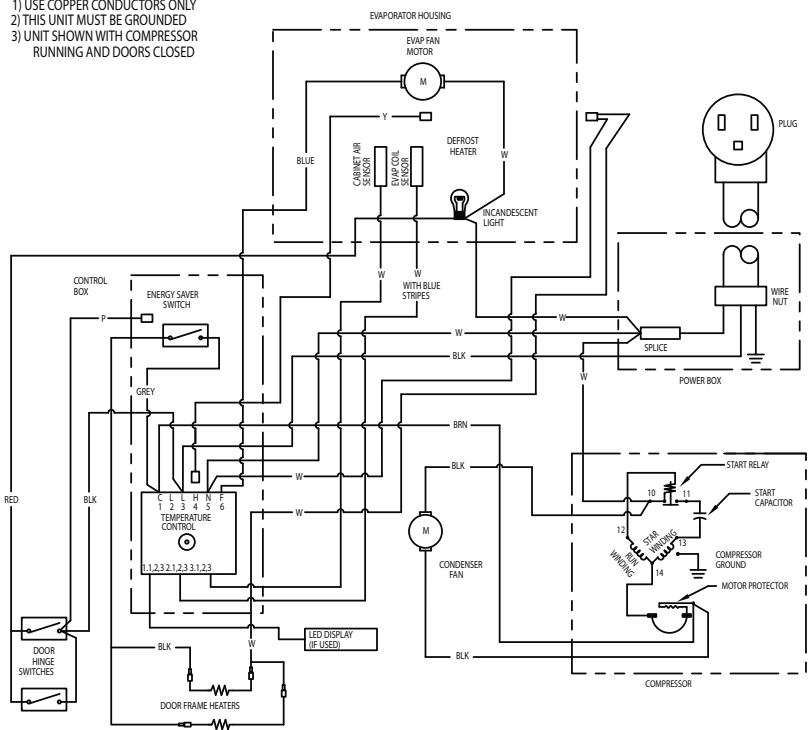 1) USE COPPER CONDUCTORS ONLY
2) THIS UNIT MUST BE GROUNDED
3) UNIT SHOWN WITH COMPRESSOR
RUNNING AND DOORS CLOSED
EVAPORATOR HOUSING
EVAP FAN
MOTOR
M
Y
BLUE
CABINET AIR
SENSOR
EVAP COIL
SENSOR
DEFROST
HEATER
W
INCANDESCENT
LIGHT
PLUG
W
W
WITH BLUE
STRIPES
CONTROL
BOX
ENERGY SAVER
SWITCH
P
GREY
W
W
BLK
SPLICE
WIRE
NUT
POWER BOX
W
BRN
RED
BLK
W
W
C L L H N F
1 2 3 4 5 6
TEMPERATURE
CONTROL
1.1,2,3 2.1,2,3 3.1,2,3
BLK
M
CONDENSER
FAN
BLK
START RELAY
10
11
START
CAPACITOR
12
STAR
WINDING
13
RUN
WINDING
14
COMPRESSOR
GROUND
MOTOR PROTECTOR
COMPRESSOR
DOOR
HINGE
SWITCHES
LED DISPLAY
(IF USED)
BLK
W
DOOR FRAME HEATERS